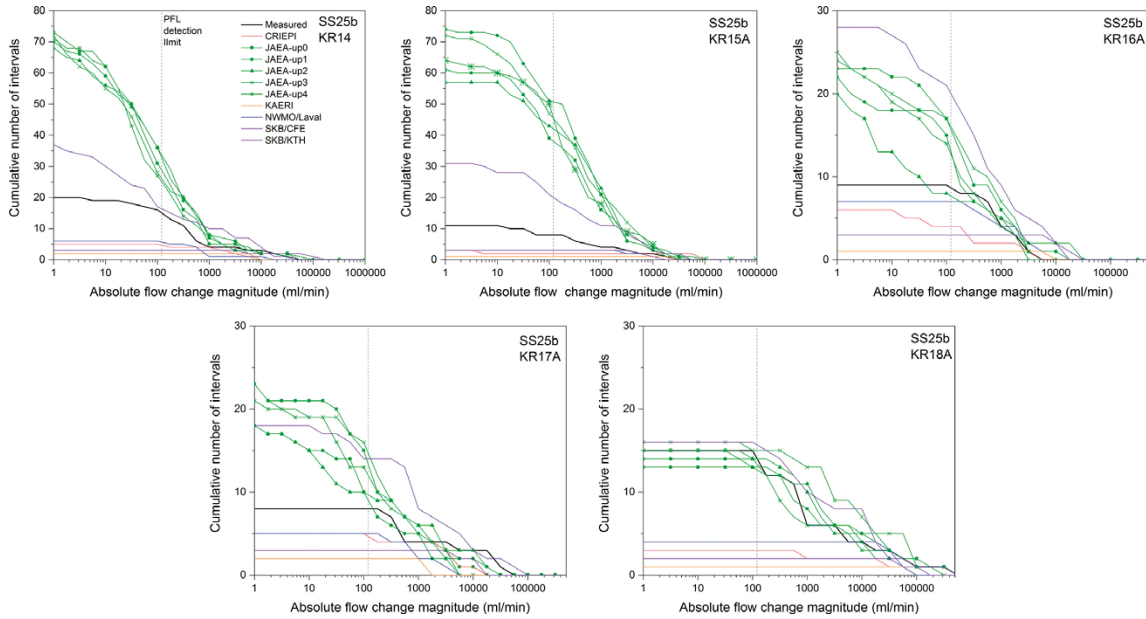 80
70
60
50
40
30
20
10
0
Cumulative number of intervals
1
10
100
1000
10000
100000
1000000
Absolute flow change magnitude (ml/min)
PFL
detection
limit
SS25b
KR14
Measured
CRIEPI
JAEA-up0
JAEA-up1
JAEA-up2
JAEA-up3
JAEA-up4
KAERI
NWMO/Laval
SKB/CFE
SKB/KTH
80
70
60
50
40
30
20
10
0
Cumulative number of intervals
1
10
100
1000
10000
100000
1000000
Absolute flow change magnitude (ml/min)
SS25b
KR15A
30
20
10
0
Cumulative number of intervals
1
10
100
1000
10000
100000
Absolute flow change magnitude (ml/min)
SS25b
KR16A
30
20
10
0
Cumulative number of intervals
1
10
100
1000
10000
100000
Absolute flow change magnitude (ml/min)
SS25b
KR17A
30
20
10
0
Cumulative number of intervals
1
10
100
1000
10000
100000
Absolute flow change magnitude (ml/min)
SS25b
KR18A